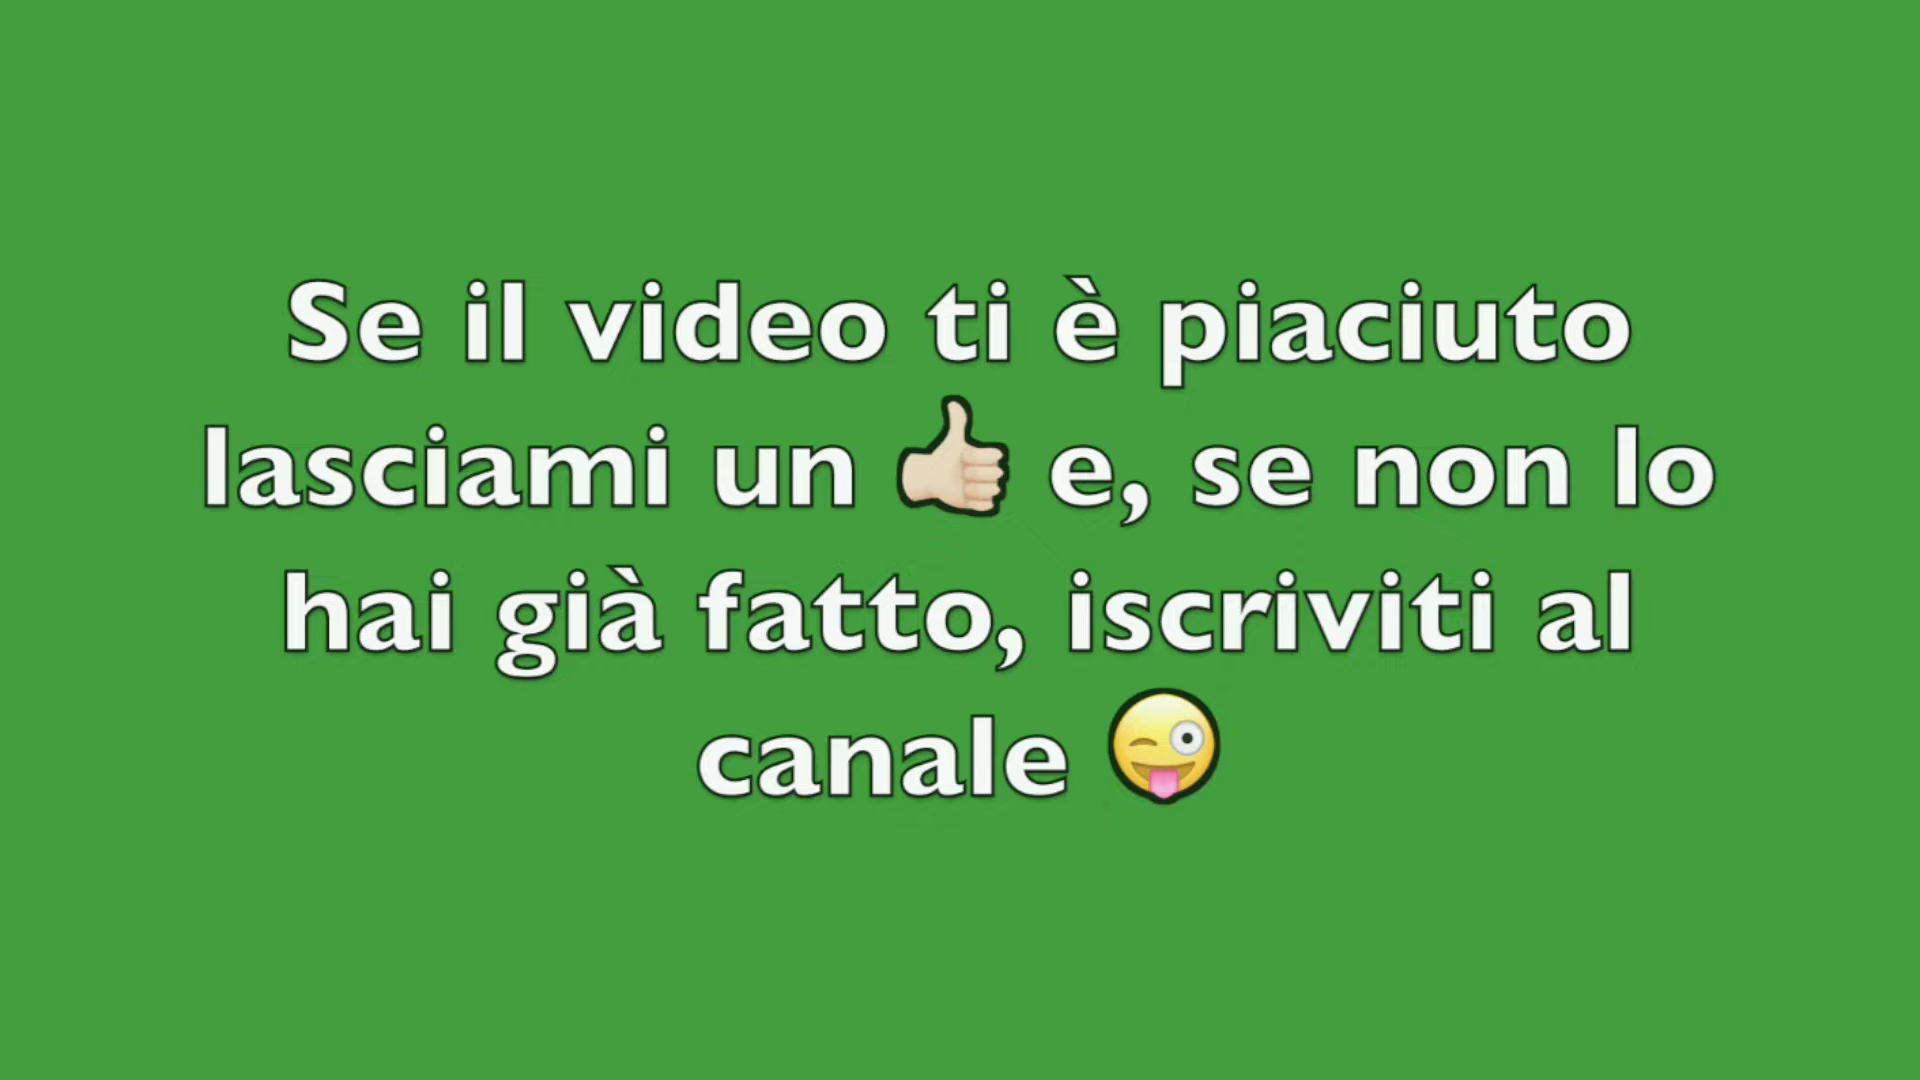 Se il video ti è piaciuto
lasciami un 👍🏻 e, se non lo
hai già fatto, iscriviti al
canale 😜